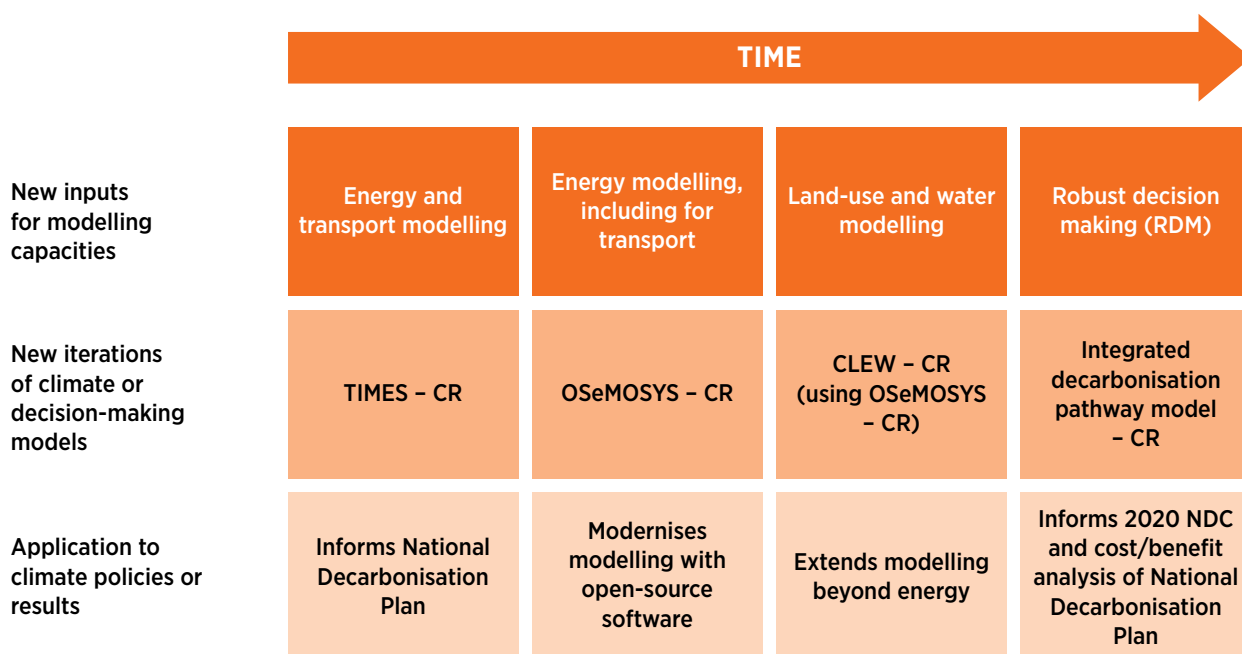 TIME
New inputs
for modelling
capacities
Energy and
transport modelling
Energy modelling,
including for
transport
Land-use and water
modelling
Robust decision
making (RDM)
New iterations
of climate or
decision-making
models
TIMES – CR
OSeMOSYS – CR
CLEW – CR
(using OSeMOSYS
– CR)
Integrated
decarbonisation
pathway model
– CR
Application to
climate policies or
results
Informs National
Decarbonisation
Plan
Modernises
modelling with
open-source
software
Extends modelling
beyond energy
Informs 2020 NDC
and cost/benefit
analysis of National
Decarbonisation
Plan